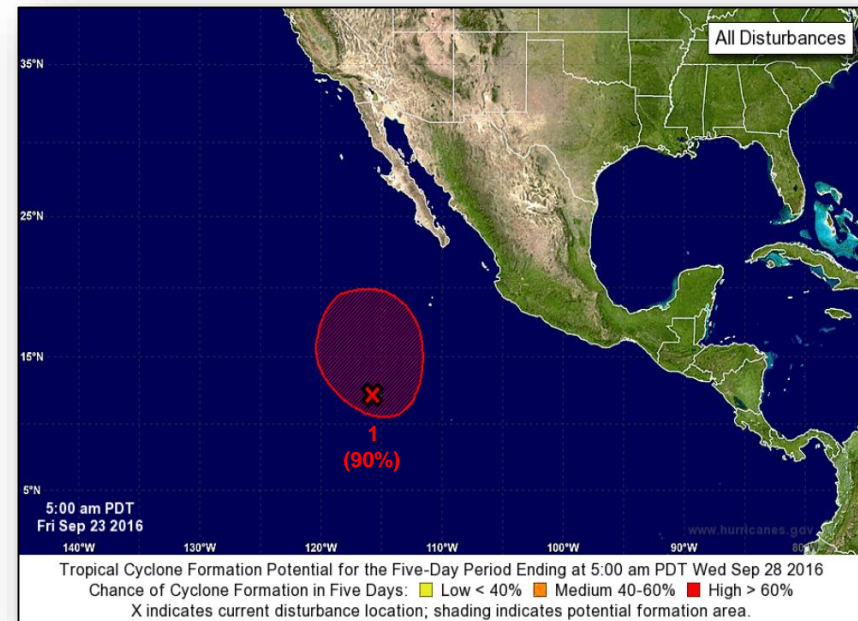 All Disturbances
35°N
25°N
15°N
1
(90%)
5°N
5:00 am PDT
Fri Sep 23 2016
www.hurricanes.gov
140°W 130°W 120°W 110°W 100°W 90°W 80°W
Tropical Cyclone Formation Potential for the Five-Day Period Ending at 5:00 am PDT Wed Sep 28 2016
Chance of Cyclone Formation in Five Days: Low < 40% Medium 40-60% High > 60%
X indicates current disturbance location; shading indicates potential formation area.